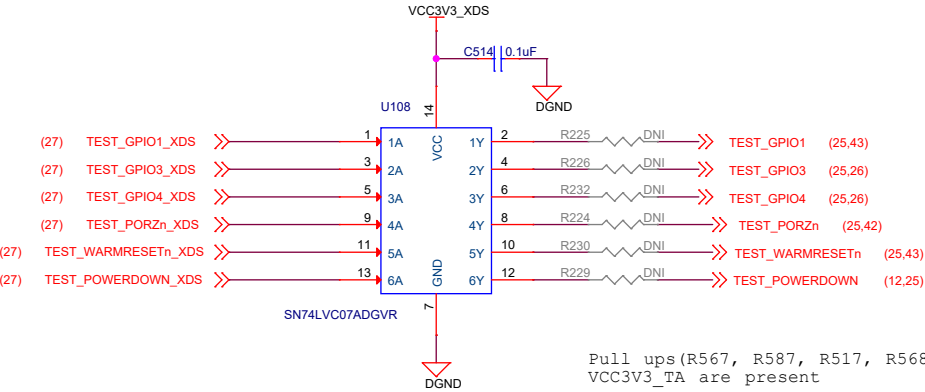 VCC3V3_XDS
C514 0.1uF
DGND
U108
14
VCC
(27) TEST_GPIO1_XDS 1 1A 1Y 2 R225 DNI TEST_GPIO1 (25,43)
(27) TEST_GPIO3_XDS 3 2A 2Y 4 R226 DNI TEST_GPIO3 (25,26)
(27) TEST_GPIO4_XDS 5 3A 3Y 6 R232 DNI TEST_GPIO4 (25,26)
(27) TEST_PORZn_XDS 9 4A 4Y 8 R224 DNI TEST_PORZn (25,42)
(27) TEST_WARMRESETn_XDS 11 5A 5Y 10 R230 DNI TEST_WARMRESETn (25,43)
(27) TEST_POWERDOWN_XDS 13 6A 6Y 12 R229 DNI TEST_POWERDOWN (12,25)
GND
7
SN74LVC07ADGVR
DGND
Pull ups(R567, R587, R517, R568
VCC3V3_TA are present